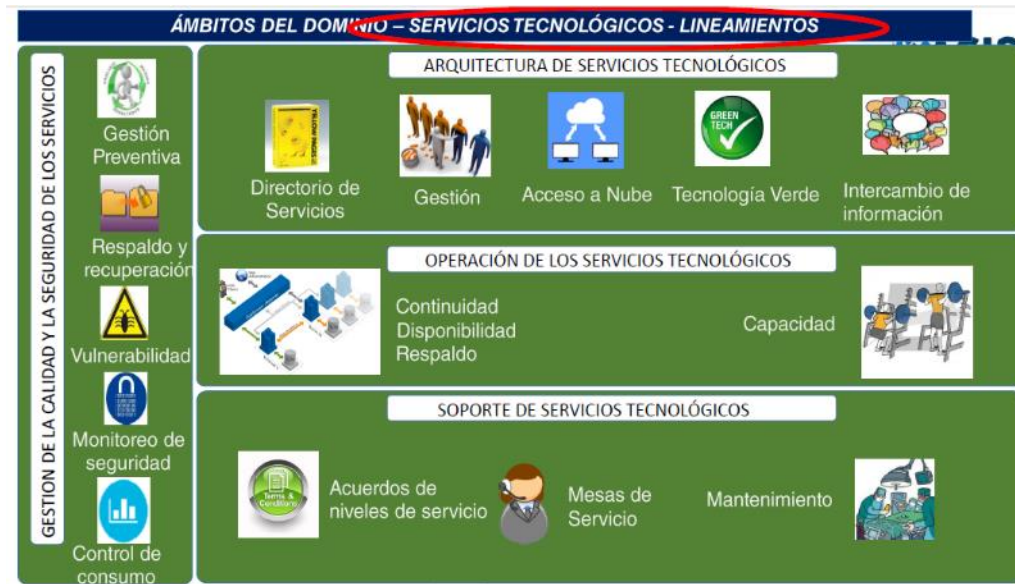 ÁMBITOS DEL DOMINIO – SERVICIOS TECNOLÓGICOS - LINEAMIENTOS
GESTION DE LA CALIDAD Y LA SEGURIDAD DE LOS SERVICIOS
Gestión
Preventiva
Respaldo y
recuperación
Vulnerabilidad
Monitoreo de
seguridad
Control de
consumo
ARQUITECTURA DE SERVICIOS TECNOLÓGICOS
YELLOW PAGES
Directorio de
Servicios
Gestión
Acceso a Nube
GREEN
TECH
Tecnología Verde
Intercambio de
información
OPERACIÓN DE LOS SERVICIOS TECNOLÓGICOS
Continuidad
Disponibilidad
Respaldo
Capacidad
SOPORTE DE SERVICIOS TECNOLÓGICOS
Terms &
Conditions
Acuerdos de
niveles de servicio
Mesas de
Servicio
Mantenimiento